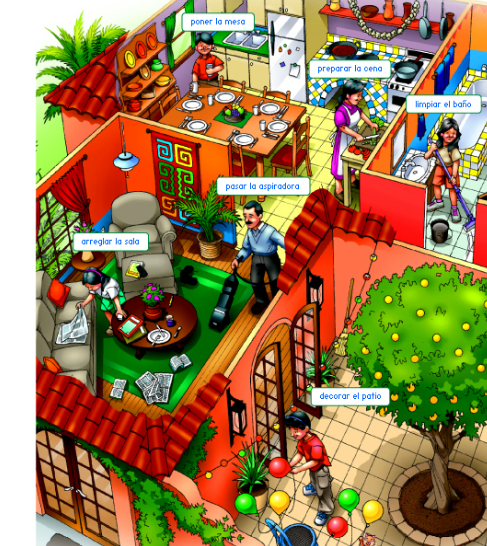 poner la mesa
preparar la cena
limpiar el baño
pasar la aspiradora
arreglar la sala
decorar el patio